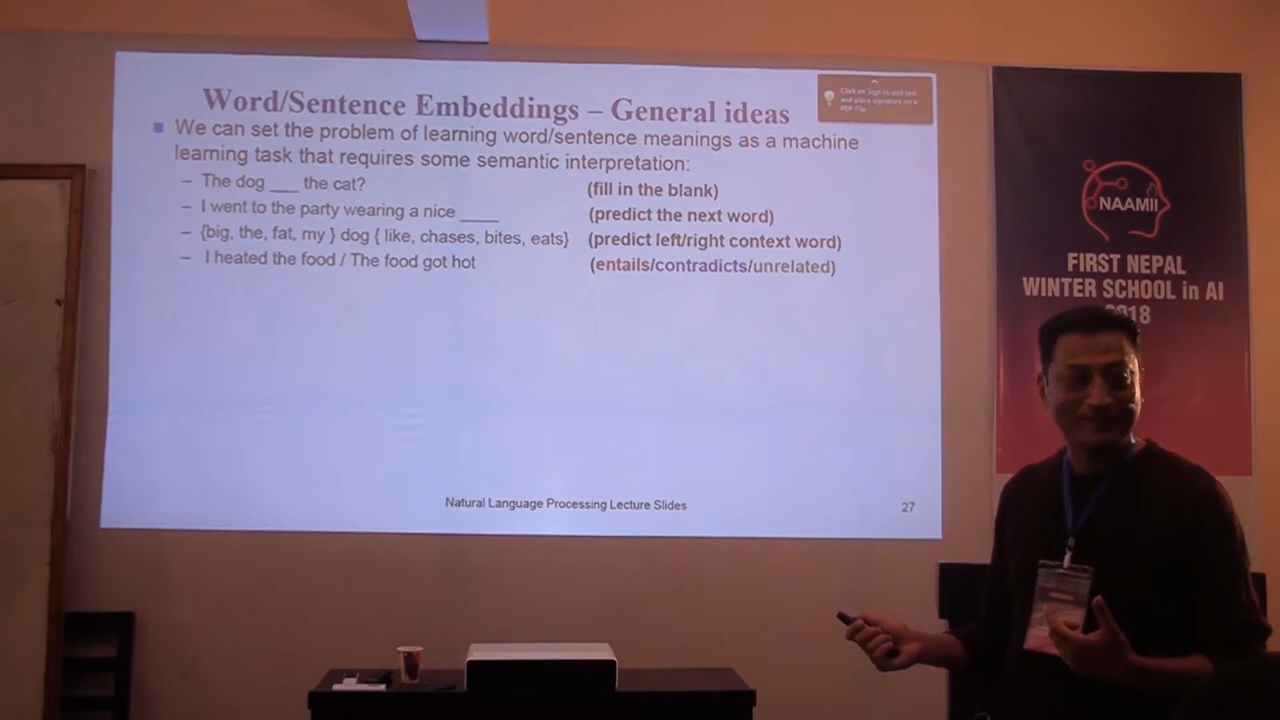 Word/Sentence Embeddings – General ideas
Click on Sign to add text
and place signature on a
PDF File.
▪ We can set the problem of learning word/sentence meanings as a machine
learning task that requires some semantic interpretation:
– The dog ___ the cat? (fill in the blank)
– I went to the party wearing a nice ____ (predict the next word)
– {big, the, fat, my } dog { like, chases, bites, eats} (predict left/right context word)
– I heated the food / The food got hot (entails/contradicts/unrelated)
Natural Language Processing Lecture Slides
27
NAAMII
FIRST NEPAL
WINTER SCHOOL in AI
2018